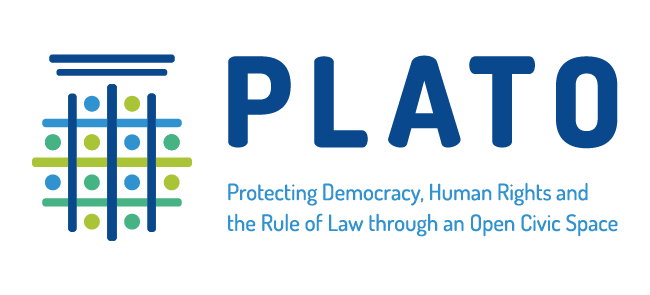 PLATO
Protecting Democracy, Human Rights and
the Rule of Law through an Open Civic Space